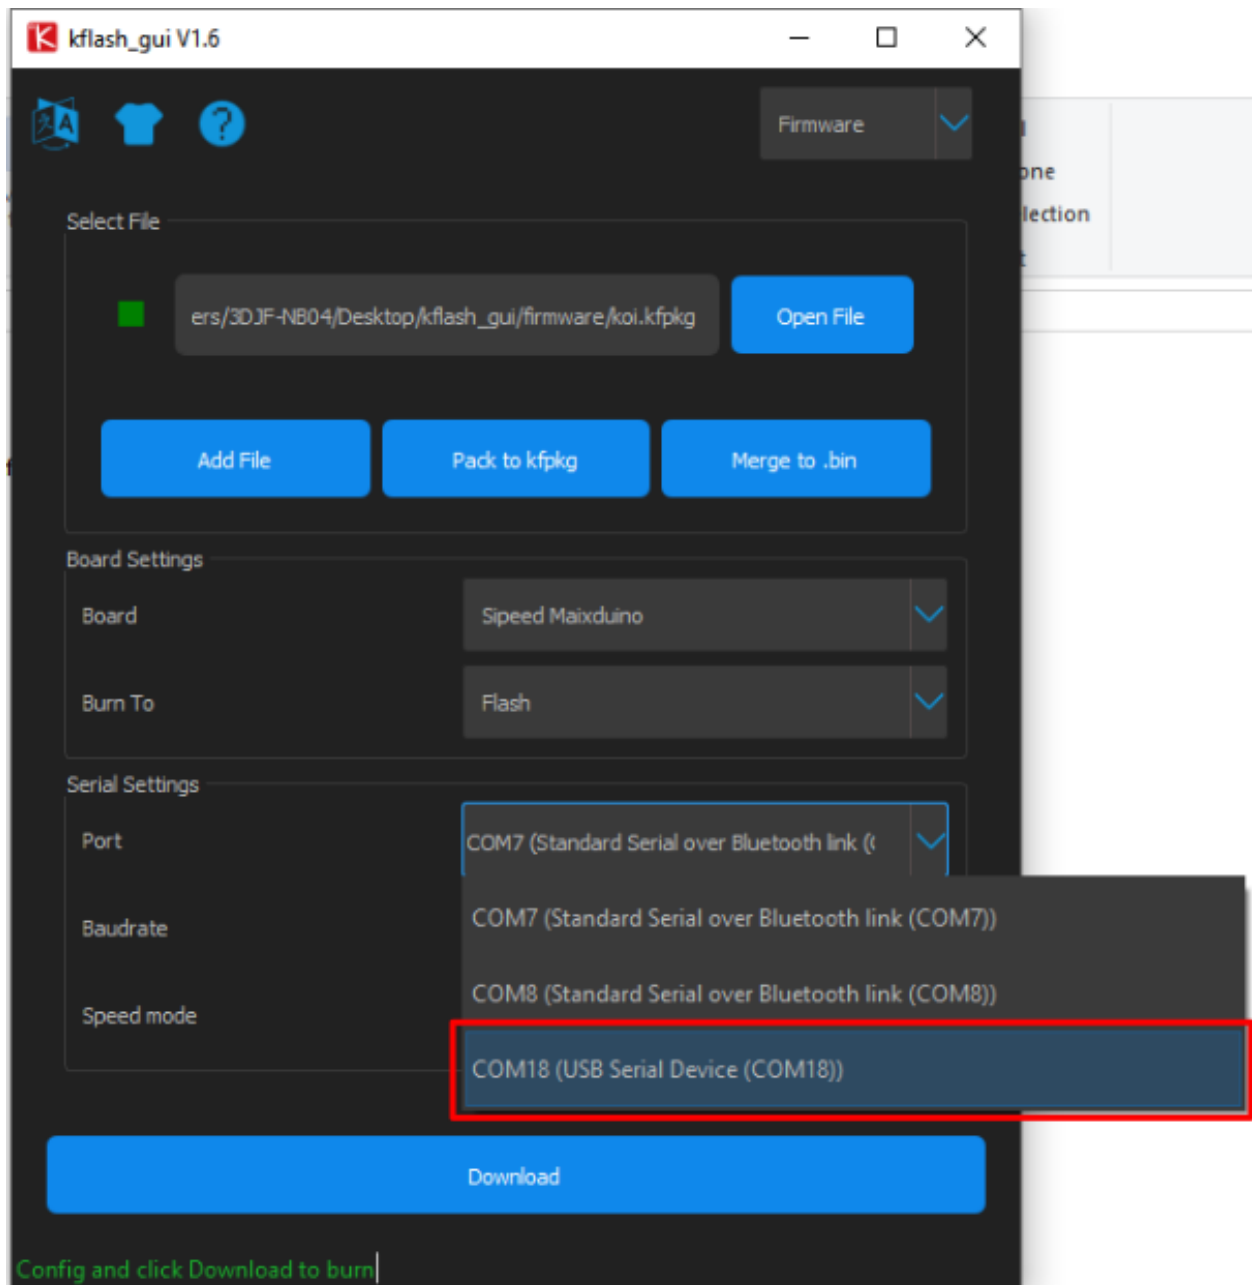 kflash_gui V1.6
Firmware
one
lection
Select File
ers/3DJF-NB04/Desktop/kflash_gui/firmware/koi.kfpkg
Open File
Add File
Pack to kfpkg
Merge to .bin
Board Settings
Board
Sipeed Maixduino
Burn To
Flash
Serial Settings
Port
COM7 (Standard Serial over Bluetooth link (
COM7 (Standard Serial over Bluetooth link (COM7))
Baudrate
COM8 (Standard Serial over Bluetooth link (COM8))
Speed mode
COM18 (USB Serial Device (COM18))
Download
Config and click Download to burn